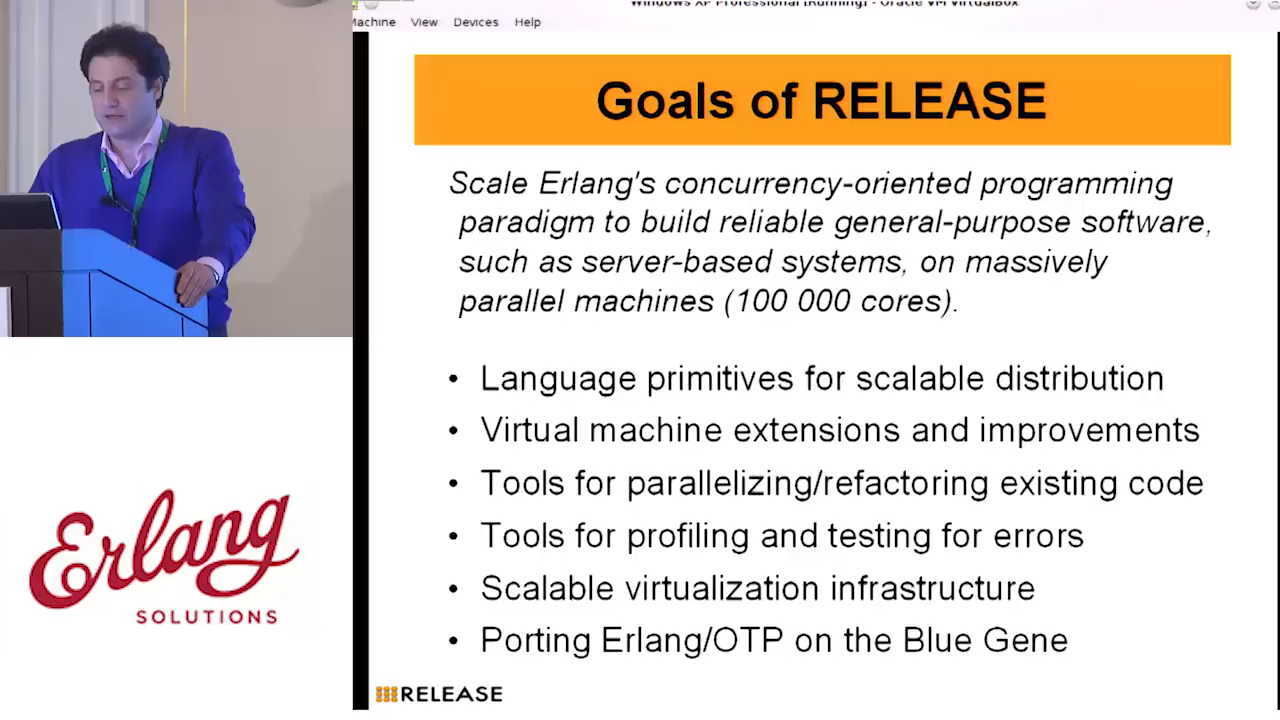 Windows XP Professional [Running] - Oracle VM VirtualBox
Machine View Devices Help
Goals of RELEASE
Scale Erlang's concurrency-oriented programming
paradigm to build reliable general-purpose software,
such as server-based systems, on massively
parallel machines (100 000 cores).
• Language primitives for scalable distribution
• Virtual machine extensions and improvements
• Tools for parallelizing/refactoring existing code
• Tools for profiling and testing for errors
• Scalable virtualization infrastructure
• Porting Erlang/OTP on the Blue Gene
RELEASE
Erlang
SOLUTIONS